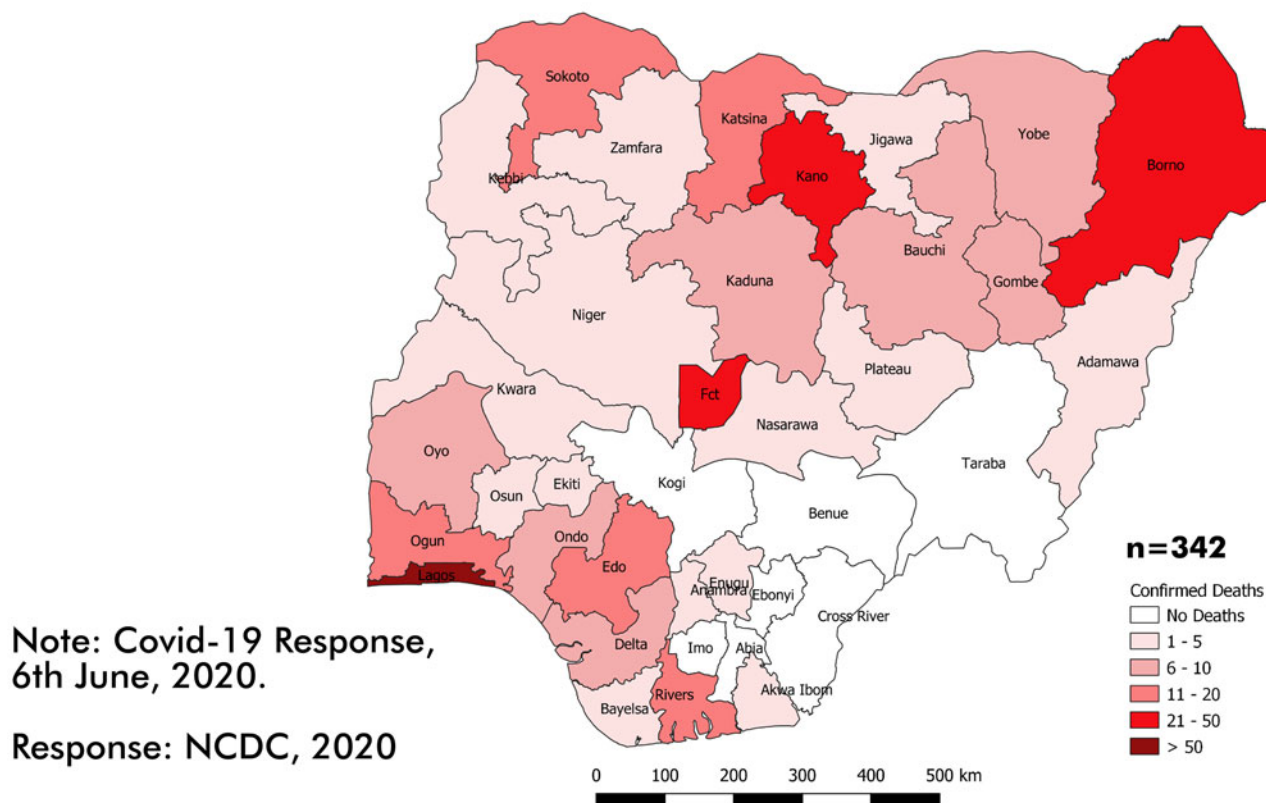 Sokoto
Katsina
Zamfara
Jigawa
Yobe
Borno
Kebbi
Kano
Bauchi
Kaduna
Gombe
Niger
Adamawa
Plateau
Kwara
Fct
Nasarawa
Oyo
Taraba
Kogi
Ekiti
Osun
Benue
Ogun
Ondo
Edo
Lagos
Enugu
Anambra
Ebonyi
Cross River
Delta
Imo
Abia
Rivers
Akwa Ibom
Bayelsa
n=342
Confirmed Deaths
No Deaths
1 - 5
6 - 10
11 - 20
21 - 50
> 50
Note: Covid-19 Response,
6th June, 2020.
Response: NCDC, 2020
0 100 200 300 400 500 km